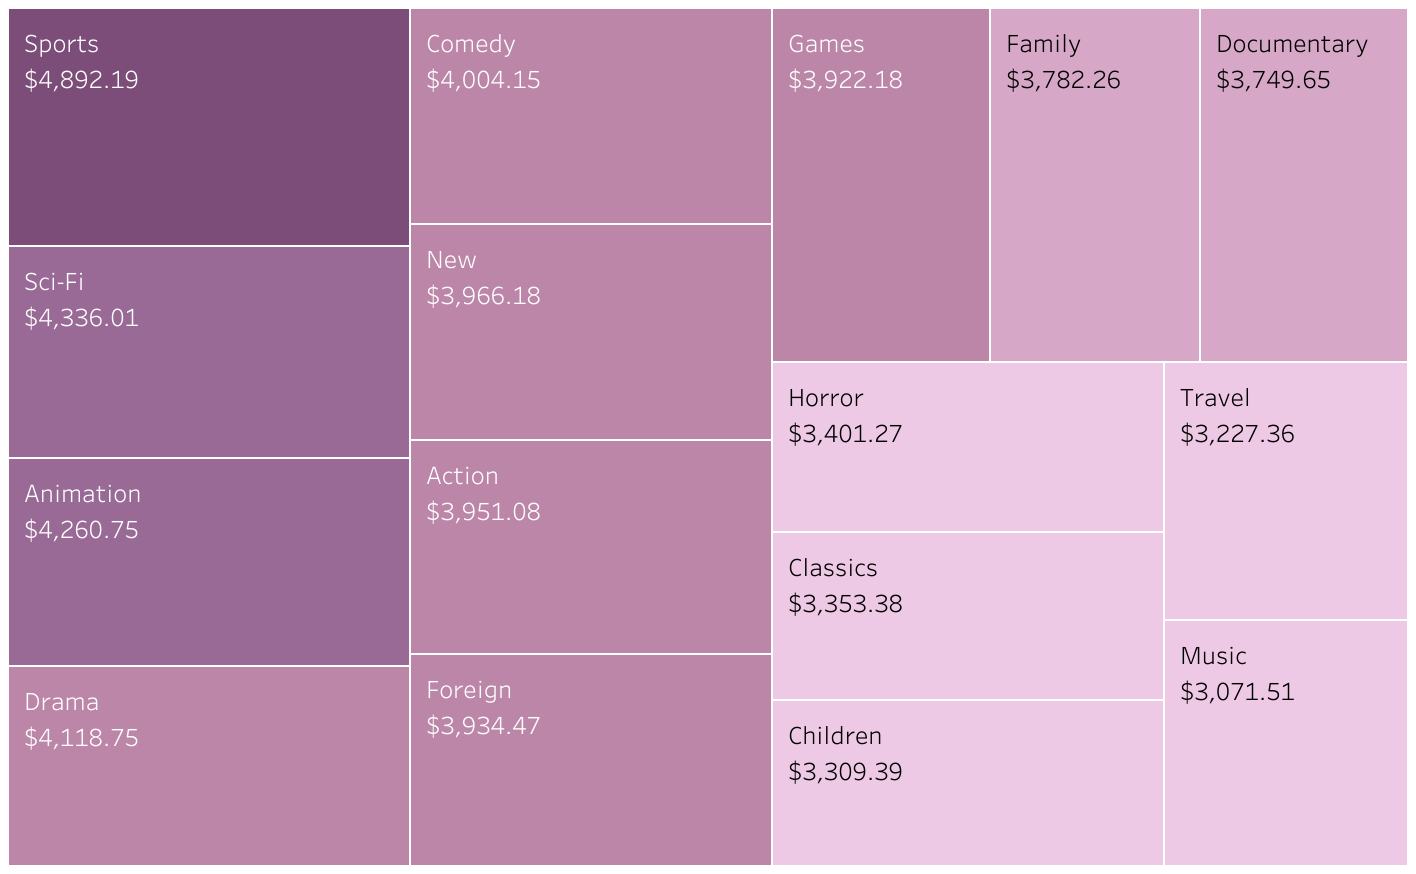 Sports
$4,892.19
Sci-Fi
$4,336.01
Animation
$4,260.75
Drama
$4,118.75
Comedy
$4,004.15
New
$3,966.18
Action
$3,951.08
Foreign
$3,934.47
Games
$3,922.18
Family
$3,782.26
Documentary
$3,749.65
Horror
$3,401.27
Classics
$3,353.38
Children
$3,309.39
Travel
$3,227.36
Music
$3,071.51